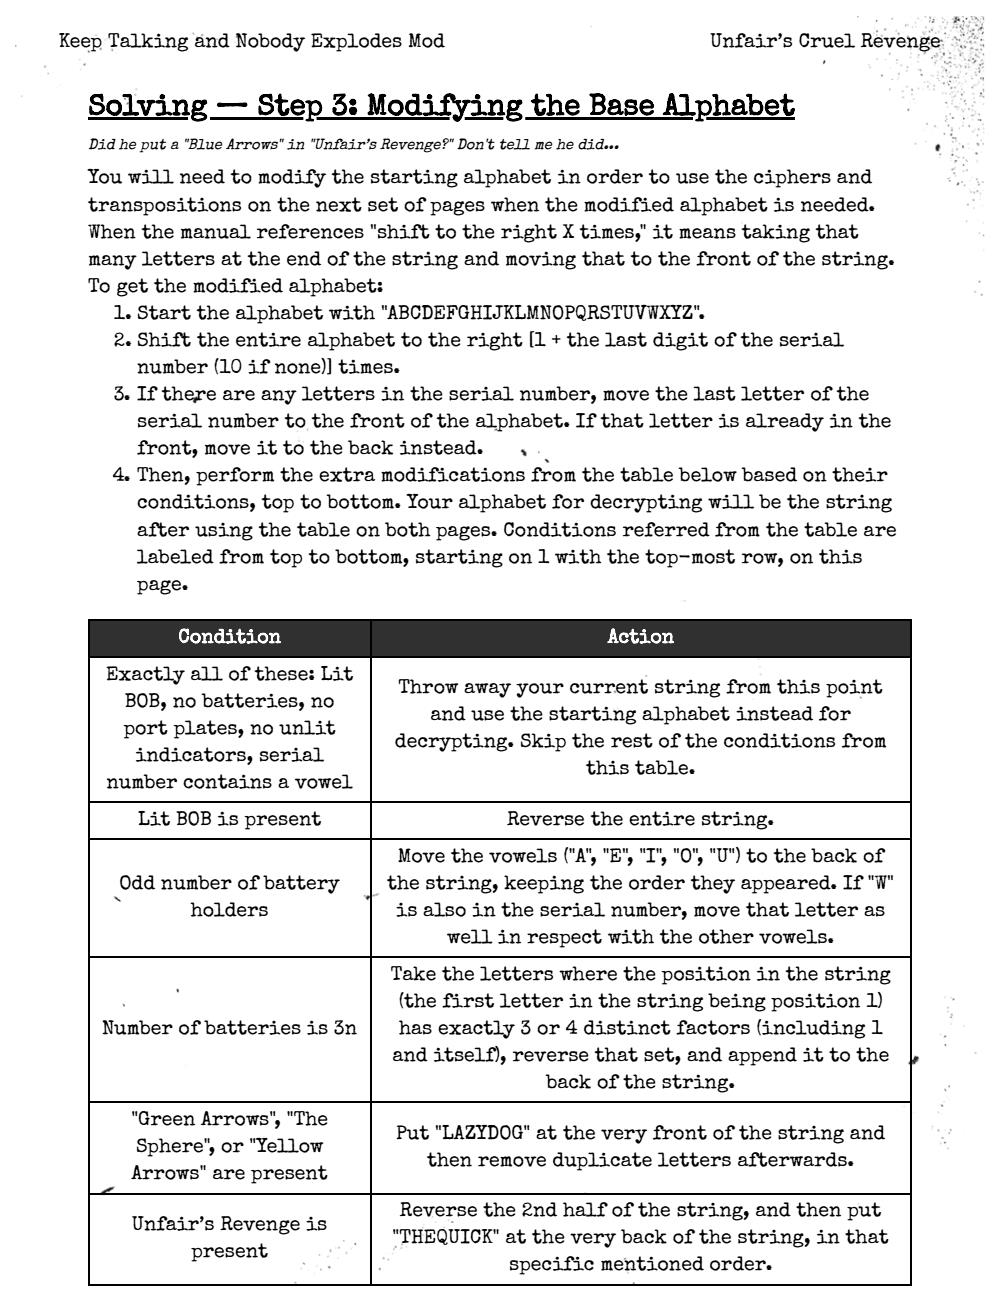 Keep Talking and Nobody Explodes Mod
Unfair's Cruel Revenge
Solving — Step 3: Modifying the Base Alphabet
Did he put a "Blue Arrows" in "Unfair's Revenge?" Don't tell me he did...
You will need to modify the starting alphabet in order to use the ciphers and
transpositions on the next set of pages when the modified alphabet is needed.
When the manual references "shift to the right X times," it means taking that
many letters at the end of the string and moving that to the front of the string.
To get the modified alphabet:
1. Start the alphabet with "ABCDEFGHIJKLMNOPQRSTUVWXYZ".
2. Shift the entire alphabet to the right [1 + the last digit of the serial
number (10 if none)] times.
3. If there are any letters in the serial number, move the last letter of the
serial number to the front of the alphabet. If that letter is already in the
front, move it to the back instead.
4. Then, perform the extra modifications from the table below based on their
conditions, top to bottom. Your alphabet for decrypting will be the string
after using the table on both pages. Conditions referred from the table are
labeled from top to bottom, starting on 1 with the top-most row, on this
page.
Condition
Action
Exactly all of these: Lit
BOB, no batteries, no
port plates, no unlit
indicators, serial
number contains a vowel
Throw away your current string from this point
and use the starting alphabet instead for
decrypting. Skip the rest of the conditions from
this table.
Lit BOB is present
Reverse the entire string.
Odd number of battery
holders
Move the vowels ("A", "E", "I", "O", "U") to the back of
the string, keeping the order they appeared. If "W"
is also in the serial number, move that letter as
well in respect with the other vowels.
Number of batteries is 3n
Take the letters where the position in the string
(the first letter in the string being position 1)
has exactly 3 or 4 distinct factors (including 1
and itself), reverse that set, and append it to the
back of the string.
"Green Arrows", "The
Sphere", or "Yellow
Arrows" are present
Put "LAZYDOG" at the very front of the string and
then remove duplicate letters afterwards.
Unfair's Revenge is
present
Reverse the 2nd half of the string, and then put
"THEQUICK" at the very back of the string, in that
specific mentioned order.